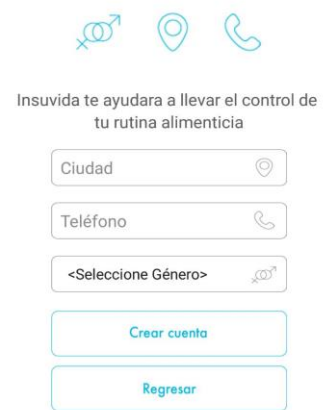 Insuvida te ayudara a llevar el control de
tu rutina alimenticia
Ciudad
Teléfono
<Seleccione Género>
Crear cuenta
Regresar